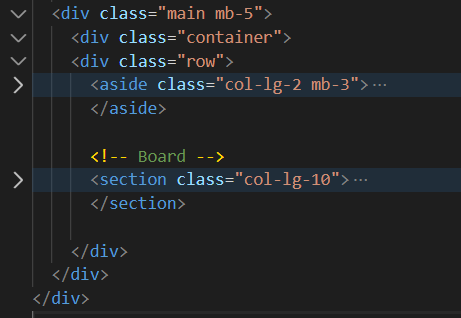 <div class="main mb-5">
<div class="container">
<div class="row">
<aside class="col-lg-2 mb-3">⋯
</aside>
<!-- Board -->
<section class="col-lg-10">⋯
</section>
</div>
</div>
</div>